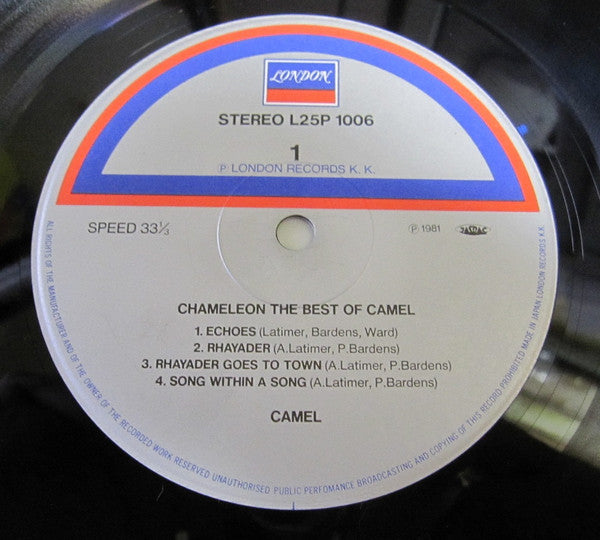 LONDON
STEREO L25P 1006
1
Ⓟ LONDON RECORDS K. K.
SPEED 33⅓
Ⓟ 1981 JASRAC
CHAMELEON THE BEST OF CAMEL
1. ECHOES (Latimer, Bardens, Ward)
2. RHAYADER (A.Latimer, P.Bardens)
3. RHAYADER GOES TO TOWN (A.Latimer, P.Bardens)
4. SONG WITHIN A SONG (A.Latimer, P.Bardens)
CAMEL
ALL RIGHTS OF THE MANUFACTURER AND OF THE OWNER OF THE RECORDED WORK RESERVED UNAUTHORISED PUBLIC PERFOMANCE BROADCASTING AND COPYING OF THIS RECORD PROHIBITED MADE IN JAPAN LONDON RECORDS K.K.